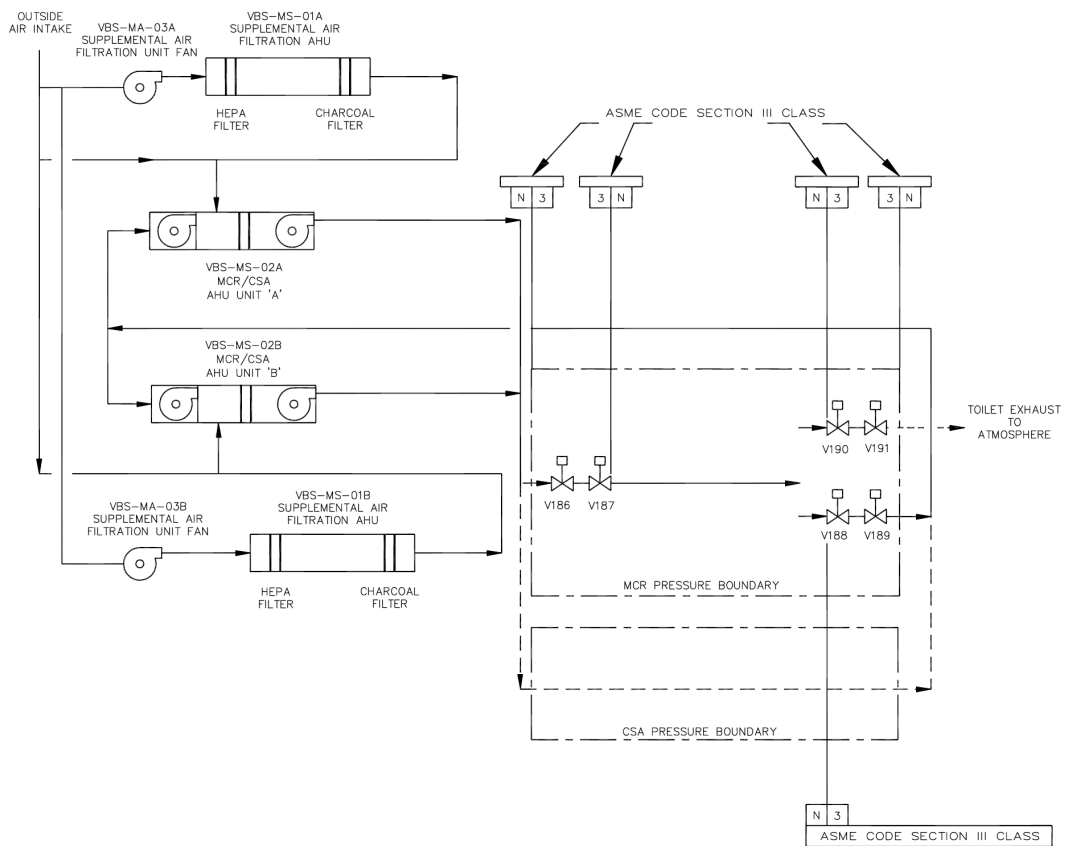 OUTSIDE
AIR INTAKE
VBS-MA-03A
SUPPLEMENTAL AIR
FILTRATION UNIT FAN
VBS-MS-01A
SUPPLEMENTAL AIR
FILTRATION AHU
HEPA
FILTER
CHARCOAL
FILTER
ASME CODE SECTION III CLASS
N 3
3 N
N 3
3 N
VBS-MS-02A
MCR/CSA
AHU UNIT 'A'
VBS-MS-02B
MCR/CSA
AHU UNIT 'B'
V190
V191
TOILET EXHAUST
TO
ATMOSPHERE
V186
V187
V188
V189
VBS-MA-03B
SUPPLEMENTAL AIR
FILTRATION UNIT FAN
VBS-MS-01B
SUPPLEMENTAL AIR
FILTRATION AHU
HEPA
FILTER
CHARCOAL
FILTER
MCR PRESSURE BOUNDARY
CSA PRESSURE BOUNDARY
N 3
ASME CODE SECTION III CLASS